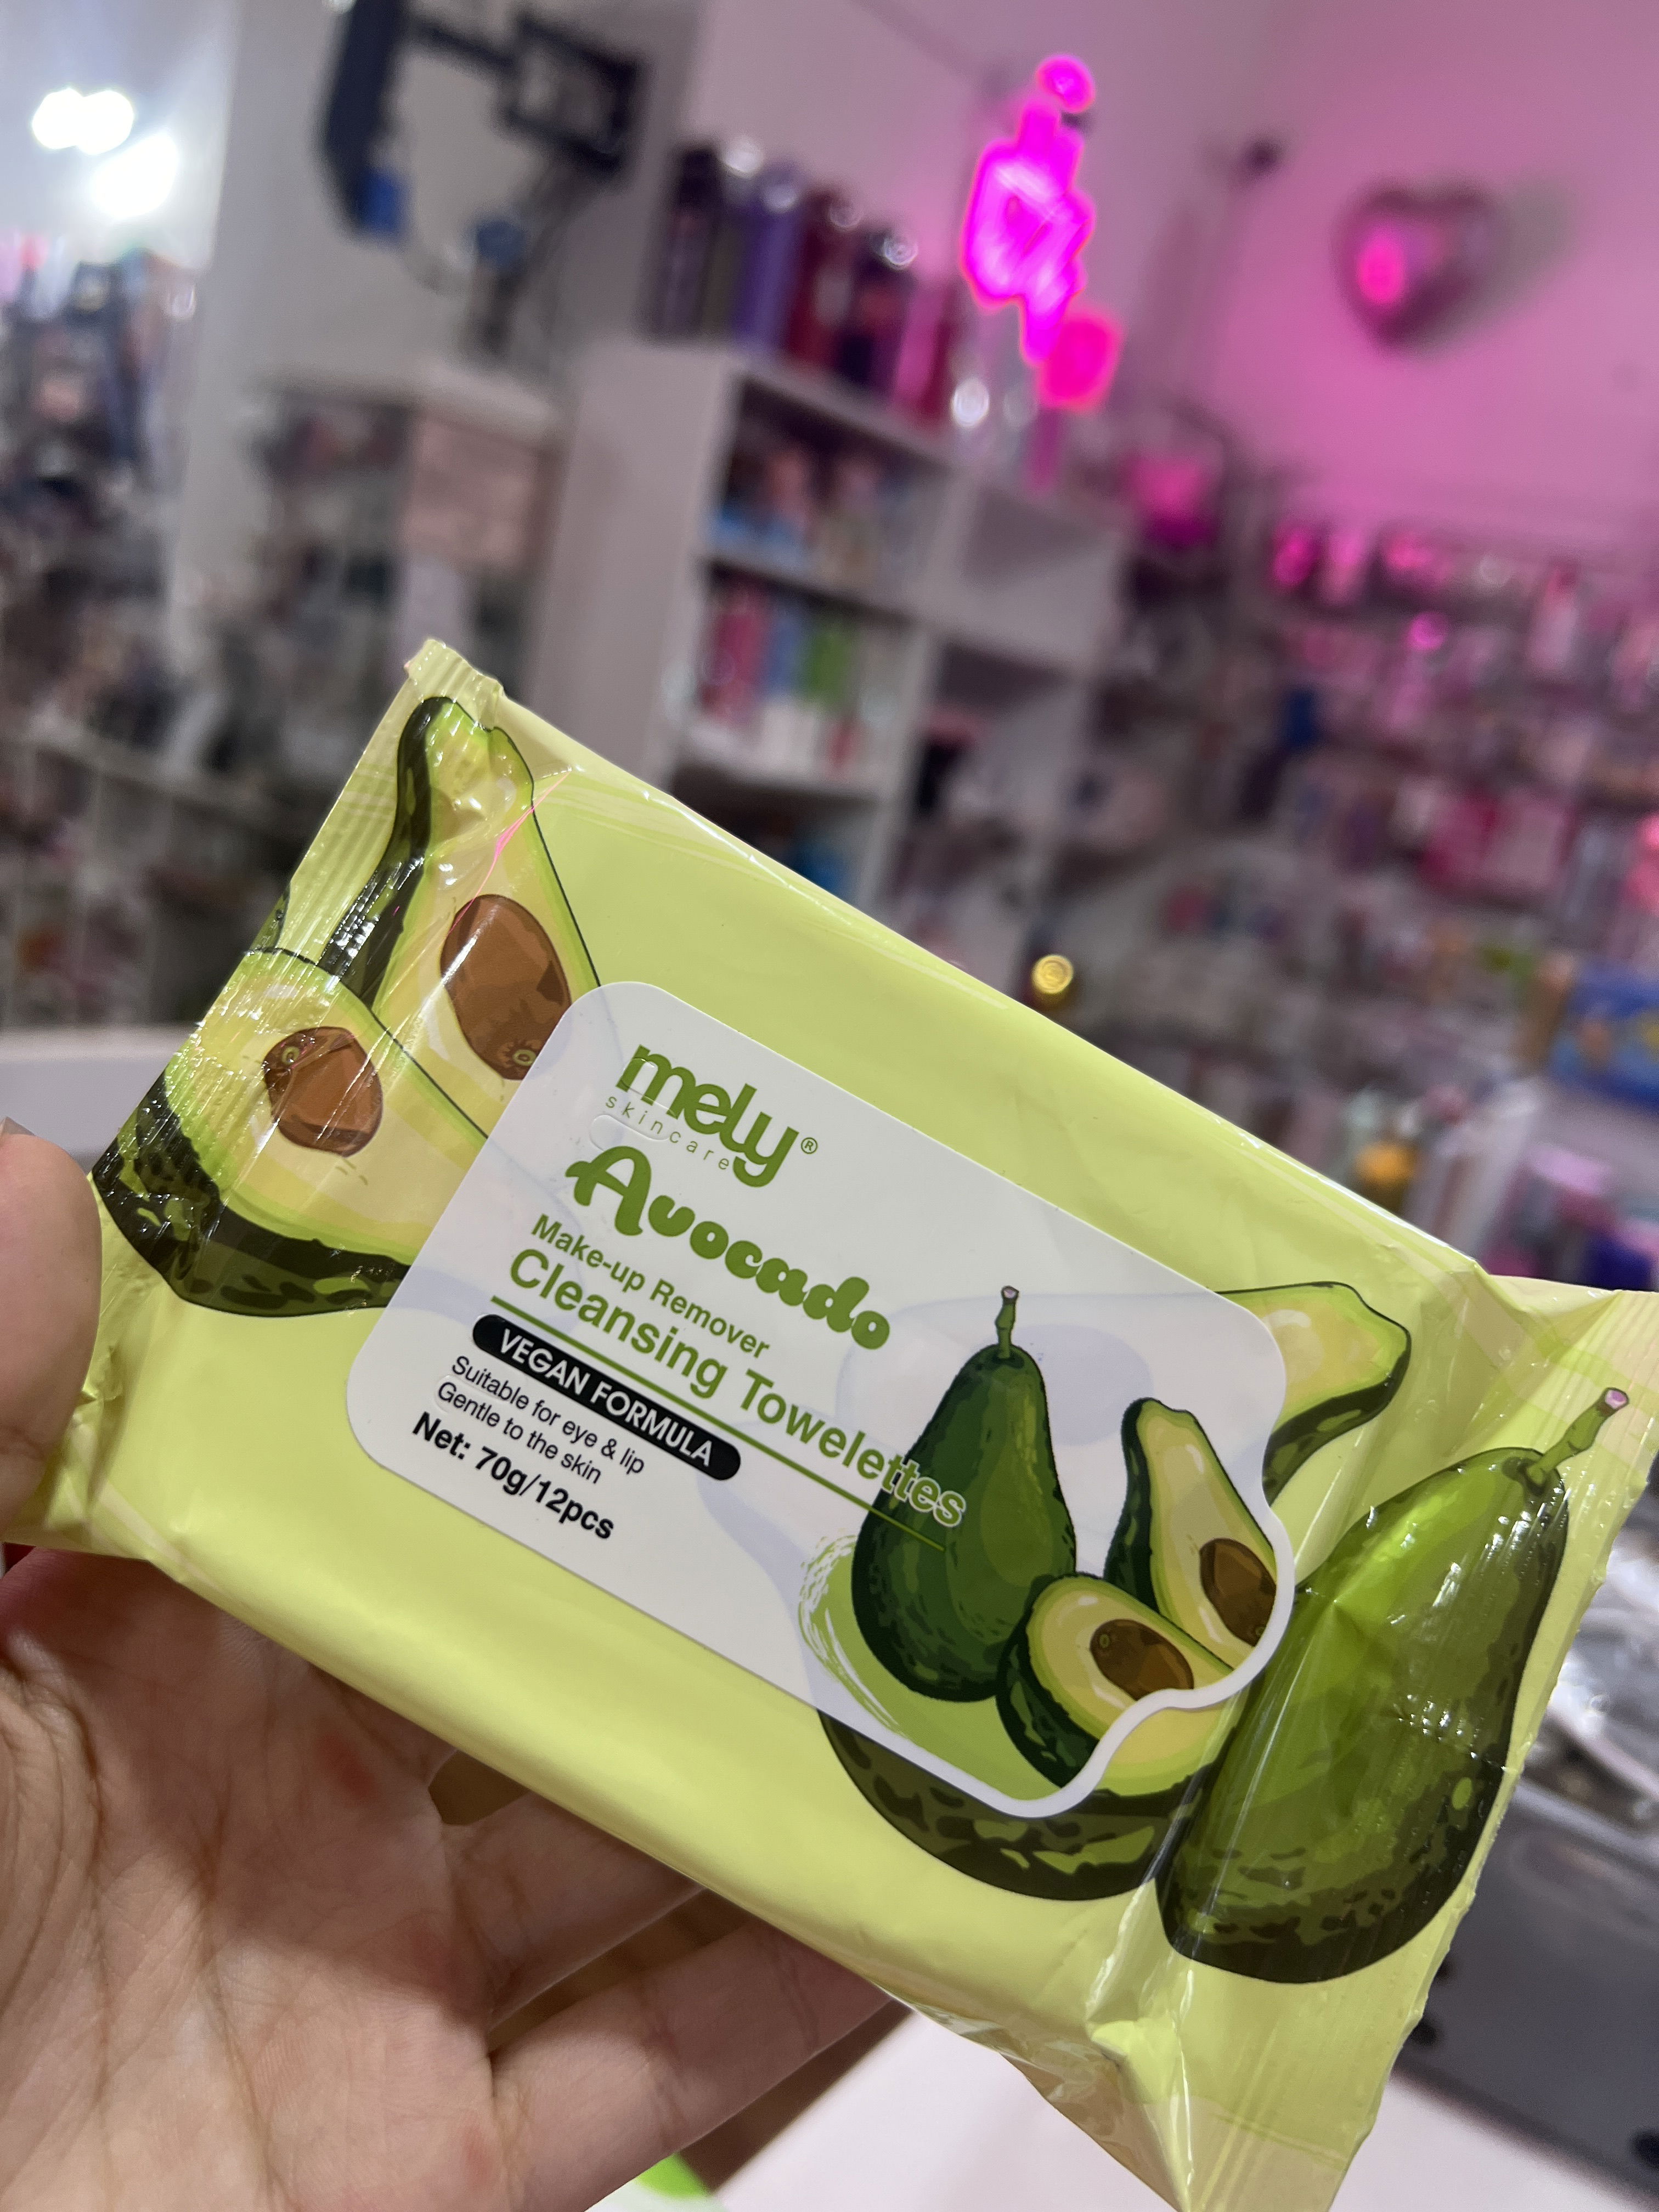 mely®
skincare
Avocado
Make-up Remover
Cleansing Towelettes
VEGAN FORMULA
Suitable for eye & lip
Gentle to the skin
Net: 70g/12pcs